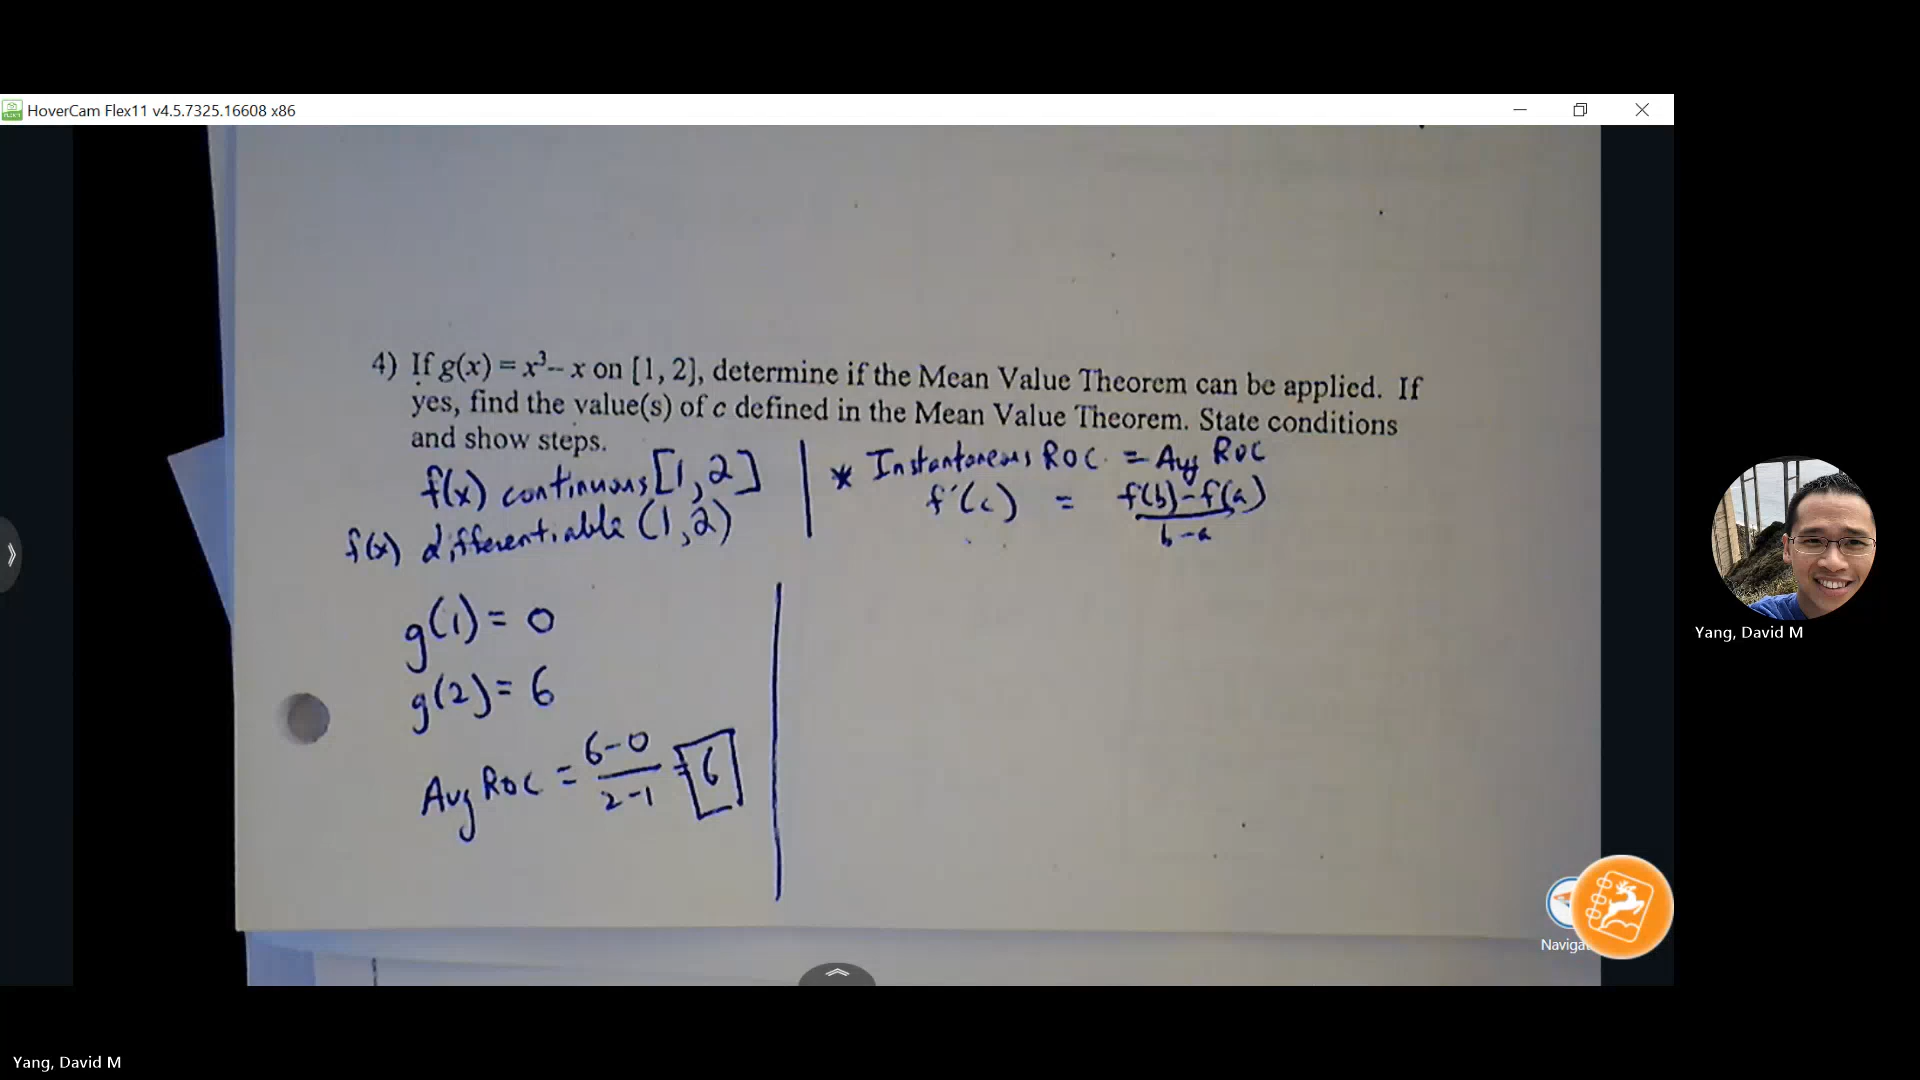 HoverCam Flex11 v4.5.7325.16608 x86
4) If g(x) = x³– x on [1, 2], determine if the Mean Value Theorem can be applied. If
yes, find the value(s) of c defined in the Mean Value Theorem. State conditions
and show steps.
f(x) continuous [1,2]
f(x) differentiable (1,2)
* Instantaneous ROC = Avg ROC
f'(c) = f(b)-f(a)
b-a
g(1) = 0
g(2) = 6
Avg ROC = 6-0 = 6
2-1
Yang, David M
Yang, David M